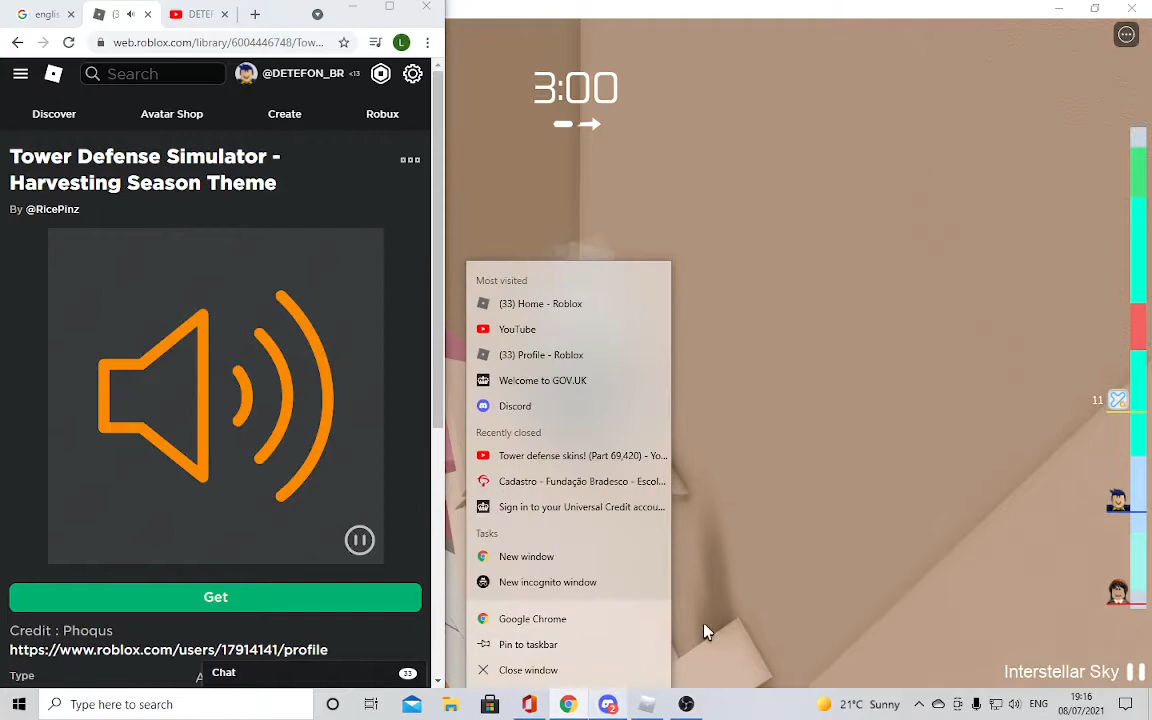 englis
(3
DETEF
web.roblox.com/library/6004446748/Tow...
L
Search
@DETEFON_BR
<13
Discover
Avatar Shop
Create
Robux
Tower Defense Simulator -
Harvesting Season Theme
By @RicePinz
Get
Credit : Phoqus
https://www.roblox.com/users/17914141/profile
Type
A
Chat
33
3:00
Most visited
(33) Home - Roblox
YouTube
(33) Profile - Roblox
Welcome to GOV.UK
Discord
Recently closed
Tower defense skins! (Part 69,420) - Yo...
Cadastro - Fundação Bradesco - Escol...
Sign in to your Universal Credit accou...
Tasks
New window
New incognito window
Google Chrome
Pin to taskbar
Close window
11
Interstellar Sky
Type here to search
2
21°C Sunny
ENG
19:16
08/07/2021